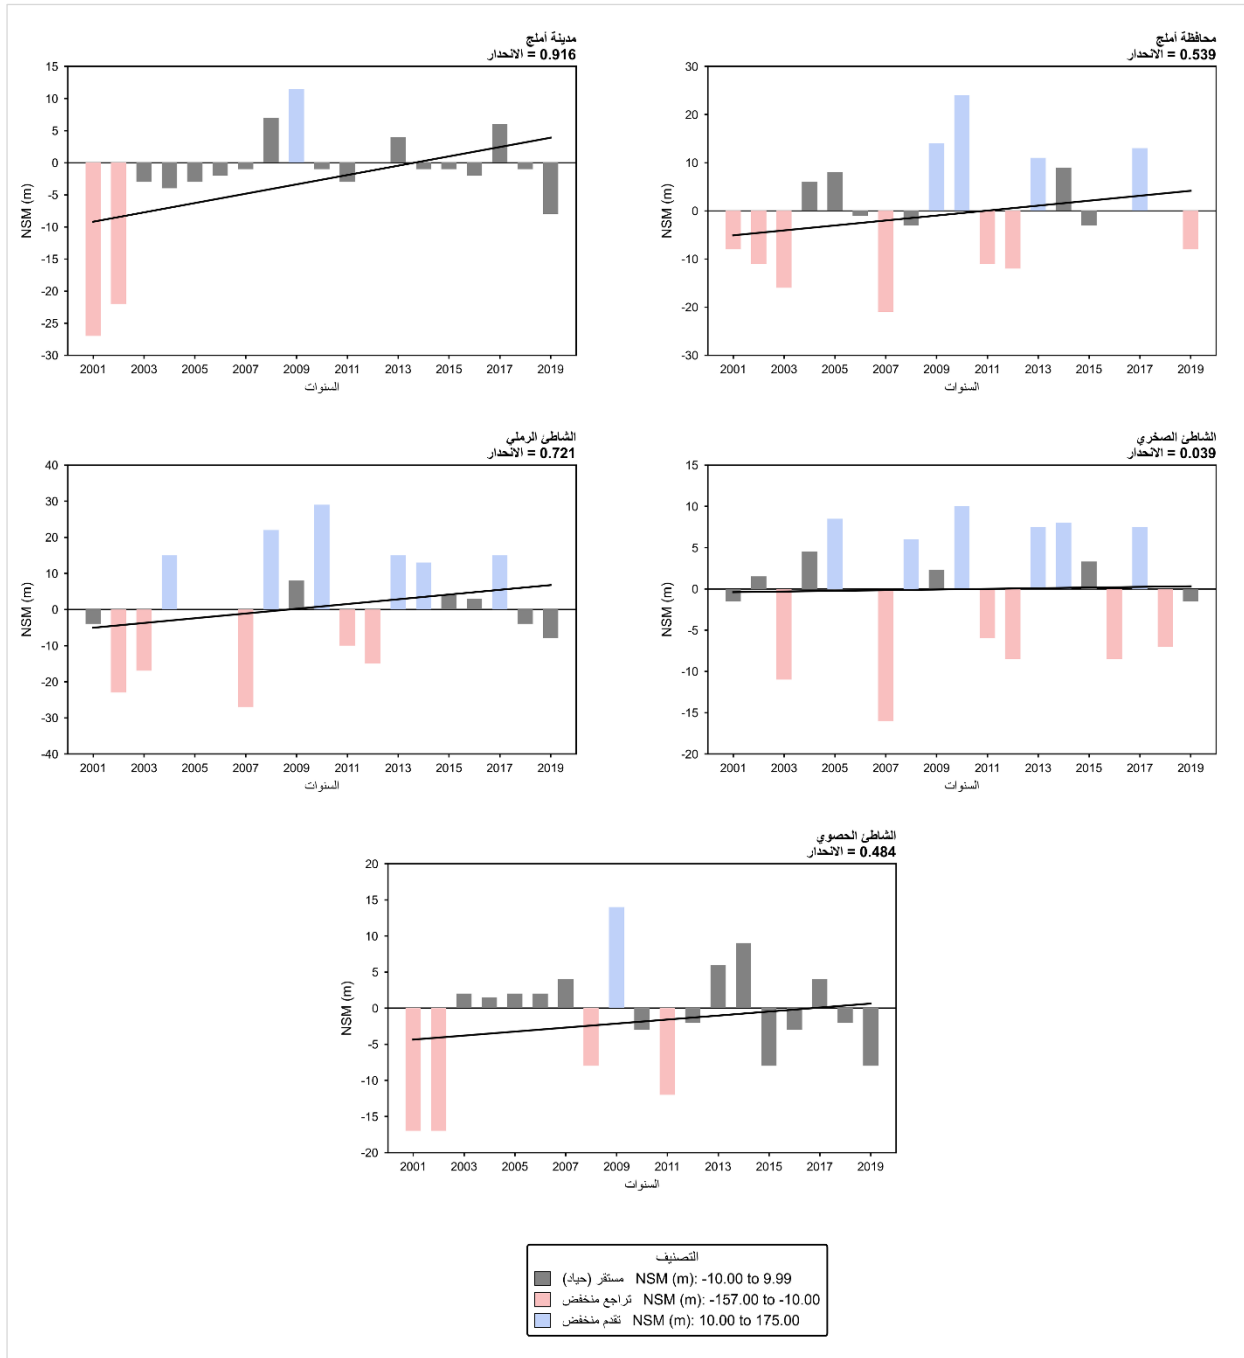 مدينة أملج
الانحدار = 0.916
15
10
5
0
-5
-10
-15
-20
-25
-30
NSM (m)
2001 2003 2005 2007 2009 2011 2013 2015 2017 2019
السنوات
محافظة أملج
الانحدار = 0.539
30
20
10
0
-10
-20
-30
NSM (m)
2001 2003 2005 2007 2009 2011 2013 2015 2017 2019
السنوات
الشاطئ الرملي
الانحدار = 0.721
40
30
20
10
0
-10
-20
-30
-40
NSM (m)
2001 2003 2005 2007 2009 2011 2013 2015 2017 2019
السنوات
الشاطئ الصخري
الانحدار = 0.039
15
10
5
0
-5
-10
-15
-20
NSM (m)
2001 2003 2005 2007 2009 2011 2013 2015 2017 2019
السنوات
الشاطئ الحصوي
الانحدار = 0.484
20
15
10
5
0
-5
-10
-15
-20
NSM (m)
2001 2003 2005 2007 2009 2011 2013 2015 2017 2019
السنوات
التصنيف
مستقر (حياد) NSM (m): -10.00 to 9.99
تراجع منخفض NSM (m): -157.00 to -10.00
تقدم منخفض NSM (m): 10.00 to 175.00